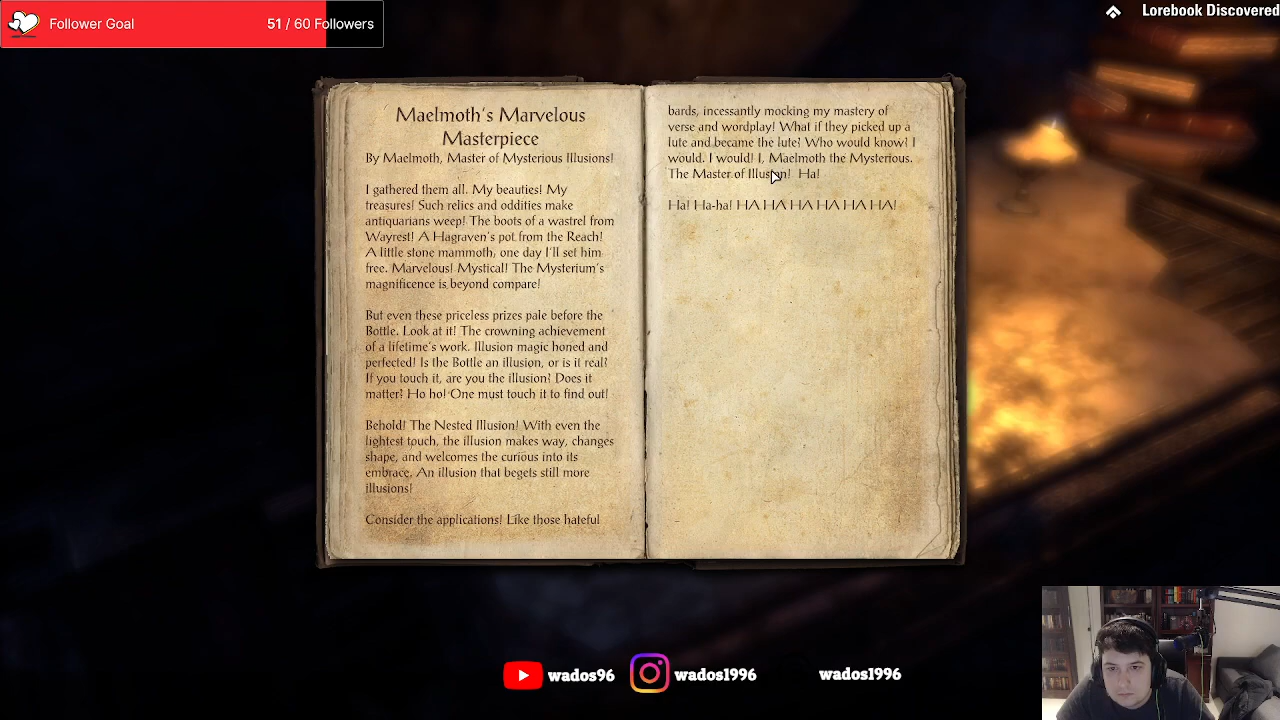 Follower Goal
51 / 60 Followers
Lorebook Discovered
Maelmoth's Marvelous
Masterpiece
By Maelmoth, Master of Mysterious Illusions!
I gathered them all. My beauties! My
treasures! Such relics and oddities make
antiquarians weep! The boots of a wastrel from
Wayrest! A Hagraven's pot from the Reach!
A little stone mammoth, one day I'll set him
free. Marvelous! Mystical! The Mysterium's
magnificence is beyond compare!
But even these priceless prizes pale before the
Bottle. Look at it! The crowning achievement
of a lifetime's work. Illusion magic honed and
perfected! Is the Bottle an illusion, or is it real?
If you touch it, are you the illusion? Does it
matter? Ho ho! One must touch it to find out!
Behold! The Nested Illusion! With even the
lightest touch, the illusion makes way, changes
shape, and welcomes the curious into its
embrace. An illusion that begets still more
illusions!
Consider the applications! Like those hateful
bards, incessantly mocking my mastery of
verse and wordplay! What if they picked up a
lute and became the lute? Who would know? I
would. I would! I, Maelmoth the Mysterious.
The Master of Illusion! Ha!
Ha! Ha-ha! HA HA HA HA HA HA!
wados96
wados1996
wados1996